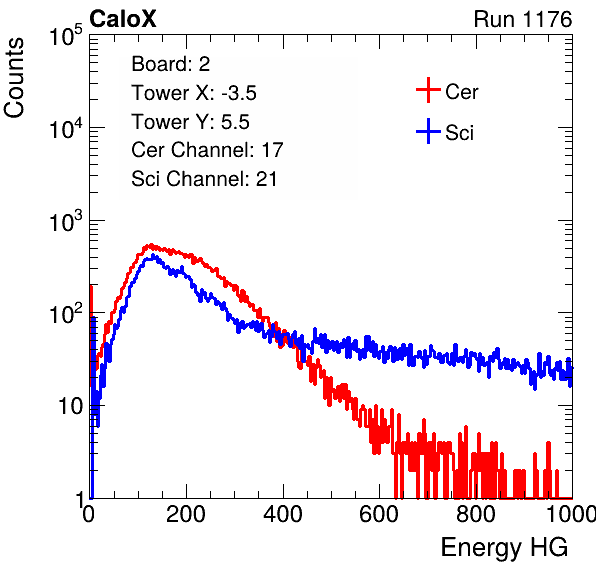 CaloX Run 1176
Counts
10^5
10^4
10^3
10^2
10
1
Board: 2
Tower X: -3.5
Tower Y: 5.5
Cer Channel: 17
Sci Channel: 21
Cer
Sci
0 200 400 600 800 1000
Energy HG